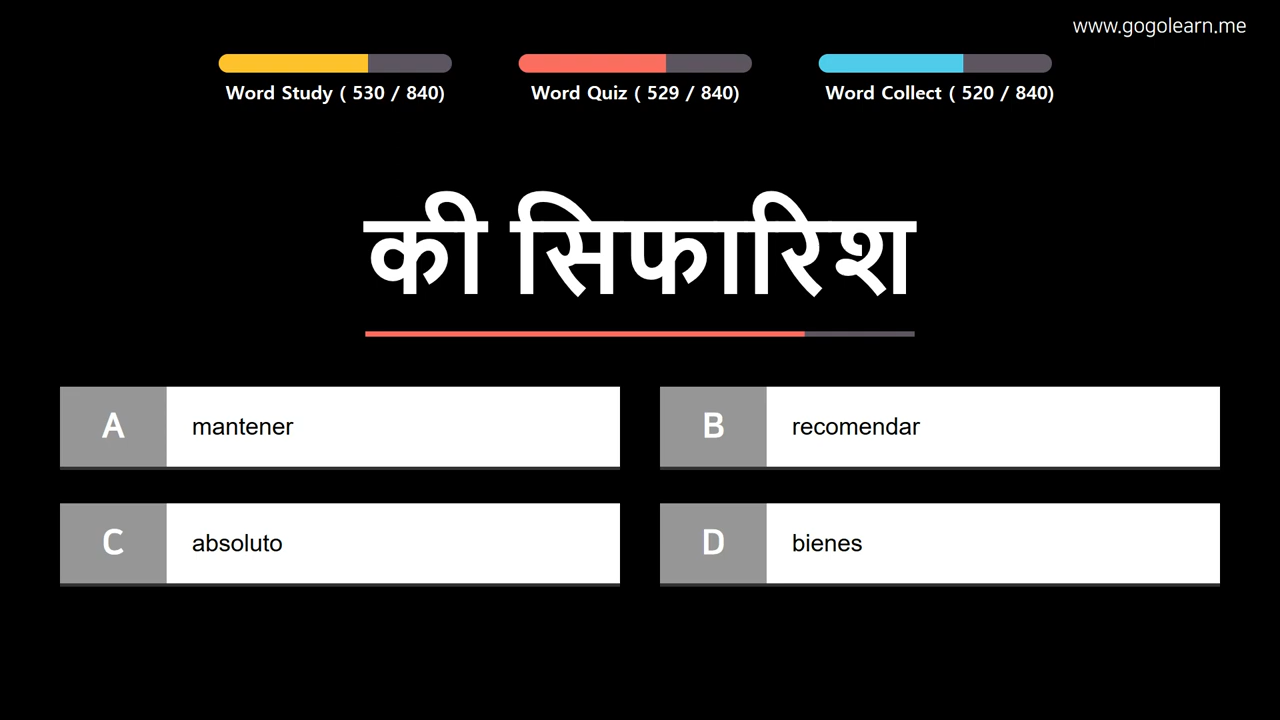 www.gogolearn.me
Word Study ( 530 / 840)
Word Quiz ( 529 / 840)
Word Collect ( 520 / 840)
की सिफारिश
A mantener
B recomendar
C absoluto
D bienes